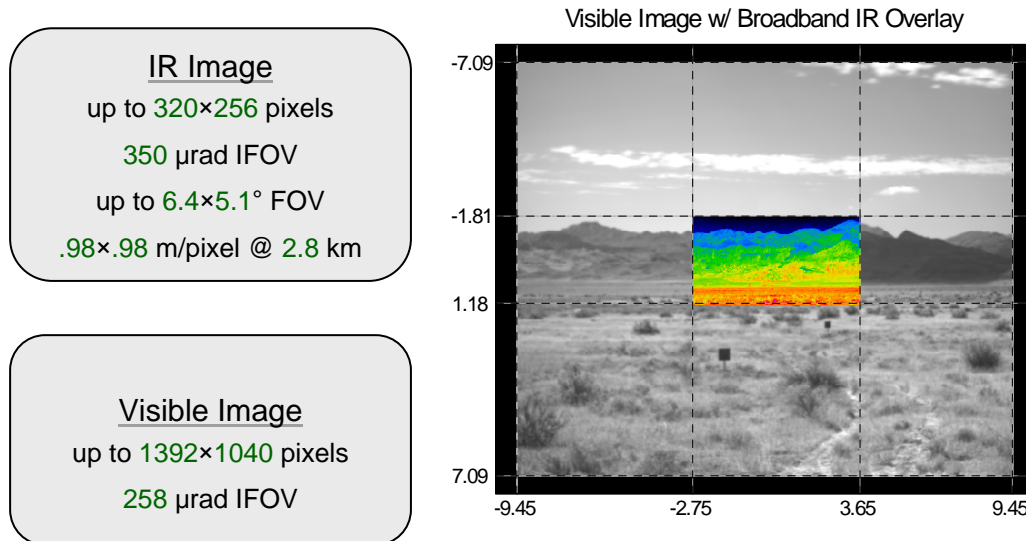 IR Image
up to 320×256 pixels
350 μrad IFOV
up to 6.4×5.1° FOV
.98×.98 m/pixel @ 2.8 km
Visible Image
up to 1392×1040 pixels
258 μrad IFOV
Visible Image w/ Broadband IR Overlay
-7.09
-1.81
1.18
7.09
-9.45 -2.75 3.65 9.45